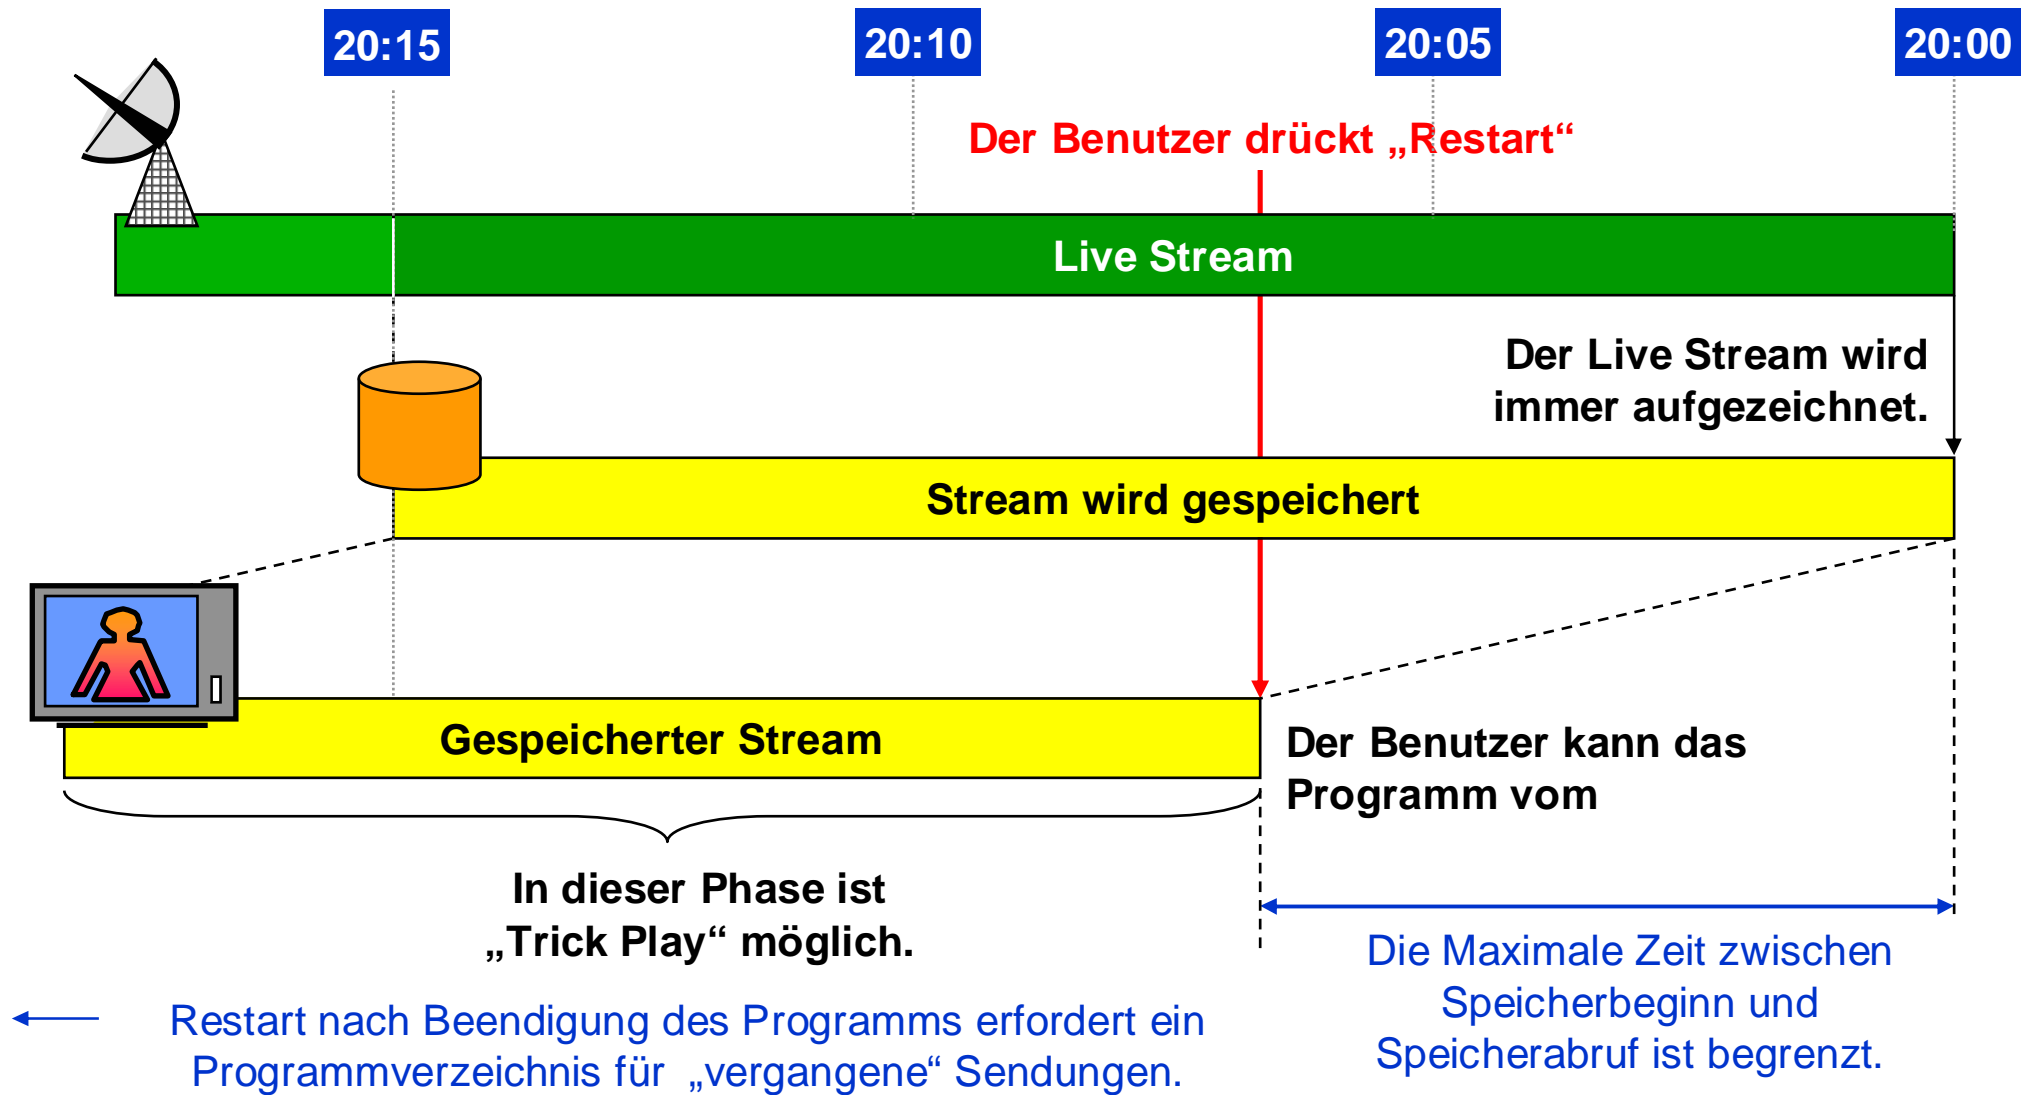 20:15
20:10
20:05
20:00
Der Benutzer drückt „Restart“
Live Stream
Der Live Stream wird
immer aufgezeichnet.
Stream wird gespeichert
Gespeicherter Stream
Der Benutzer kann das
Programm vom
In dieser Phase ist
„Trick Play“ möglich.
Die Maximale Zeit zwischen
Speicherbeginn und
Speicherabruf ist begrenzt.
Restart nach Beendigung des Programms erfordert ein
Programmverzeichnis für „vergangene“ Sendungen.